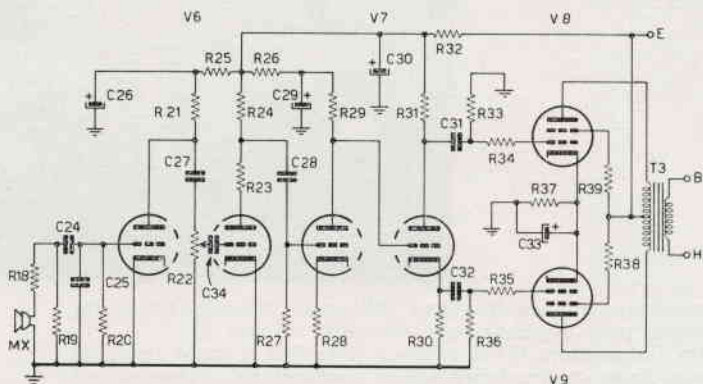 V6
V7
V8
E
R25
R26
C30
R32
C26
R21
R24
C29
R29
R31
C31
R33
R34
C27
R23
C28
R37
R39
T3
B
C24
C33
R38
H
R18
C25
R22
C34
C32
R35
MX
R19
R20
R27
R28
R30
R36
V9
+
+
+
+